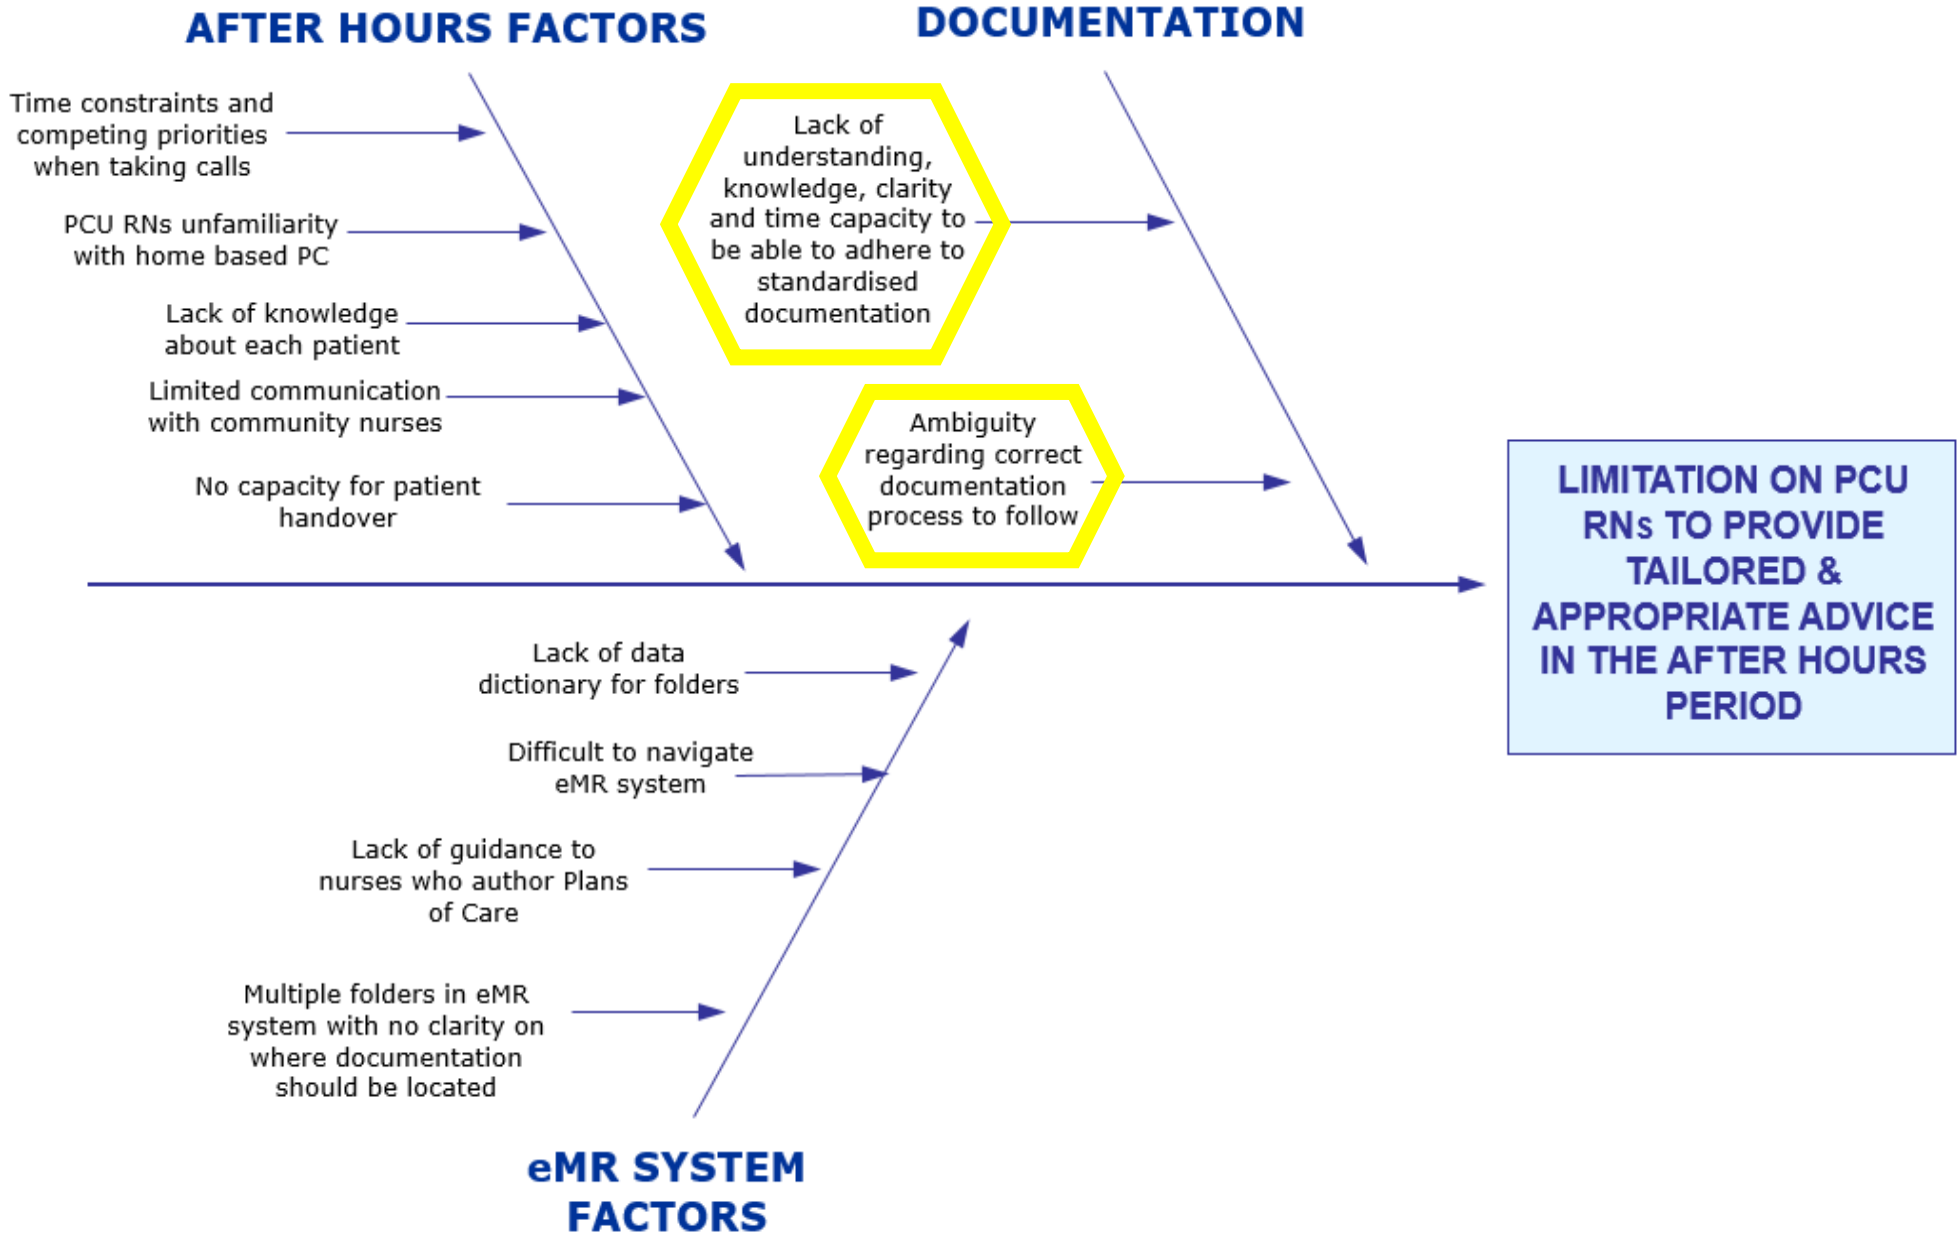 AFTER HOURS FACTORS
Time constraints and
competing priorities
when taking calls
PCU RNs unfamiliarity
with home based PC
Lack of knowledge
about each patient
Limited communication
with community nurses
No capacity for patient
handover
DOCUMENTATION
Lack of
understanding,
knowledge, clarity
and time capacity to
be able to adhere to
standardised
documentation
Ambiguity
regarding correct
documentation
process to follow
LIMITATION ON PCU
RNs TO PROVIDE
TAILORED &
APPROPRIATE ADVICE
IN THE AFTER HOURS
PERIOD
Lack of data
dictionary for folders
Difficult to navigate
eMR system
Lack of guidance to
nurses who author Plans
of Care
Multiple folders in eMR
system with no clarity on
where documentation
should be located
eMR SYSTEM
FACTORS